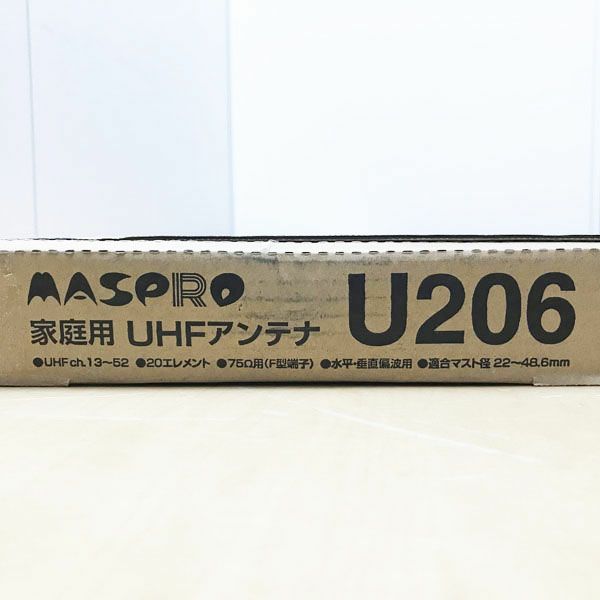 MASPRO
家庭用 UHFアンテナ U206
●UHF ch.13～52 ●20エレメント ●75Ω用(F型端子) ●水平・垂直偏波用 ●適合マスト径 22～48.6mm